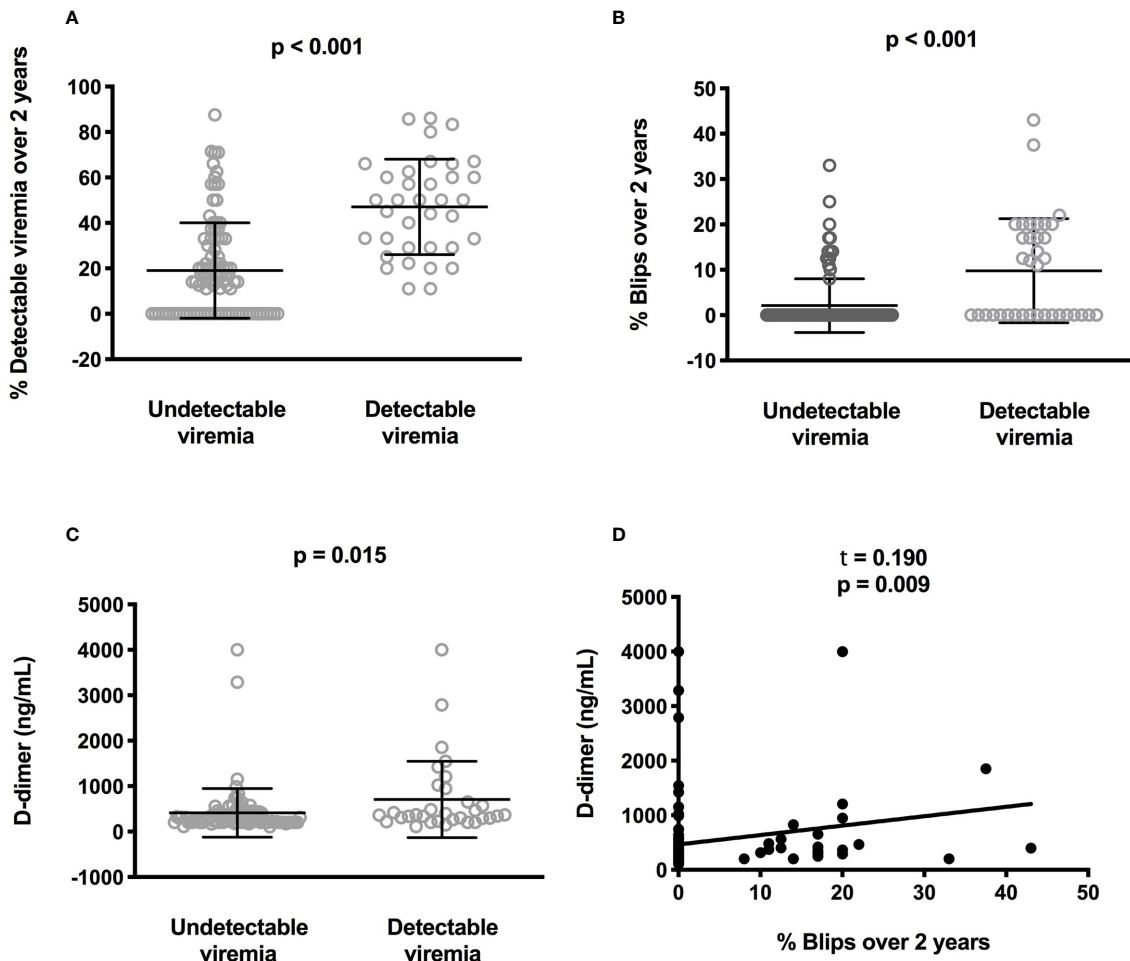 A
p < 0.001
% Detectable viremia over 2 years
100
80
60
40
20
0
-20
Undetectable
viremia
Detectable
viremia
B
p < 0.001
% Blips over 2 years
50
40
30
20
10
0
-10
Undetectable
viremia
Detectable
viremia
C
p = 0.015
D-dimer (ng/mL)
5000
4000
3000
2000
1000
0
-1000
Undetectable
viremia
Detectable
viremia
D
t = 0.190
p = 0.009
D-dimer (ng/mL)
5000
4000
3000
2000
1000
0
0 10 20 30 40 50
% Blips over 2 years